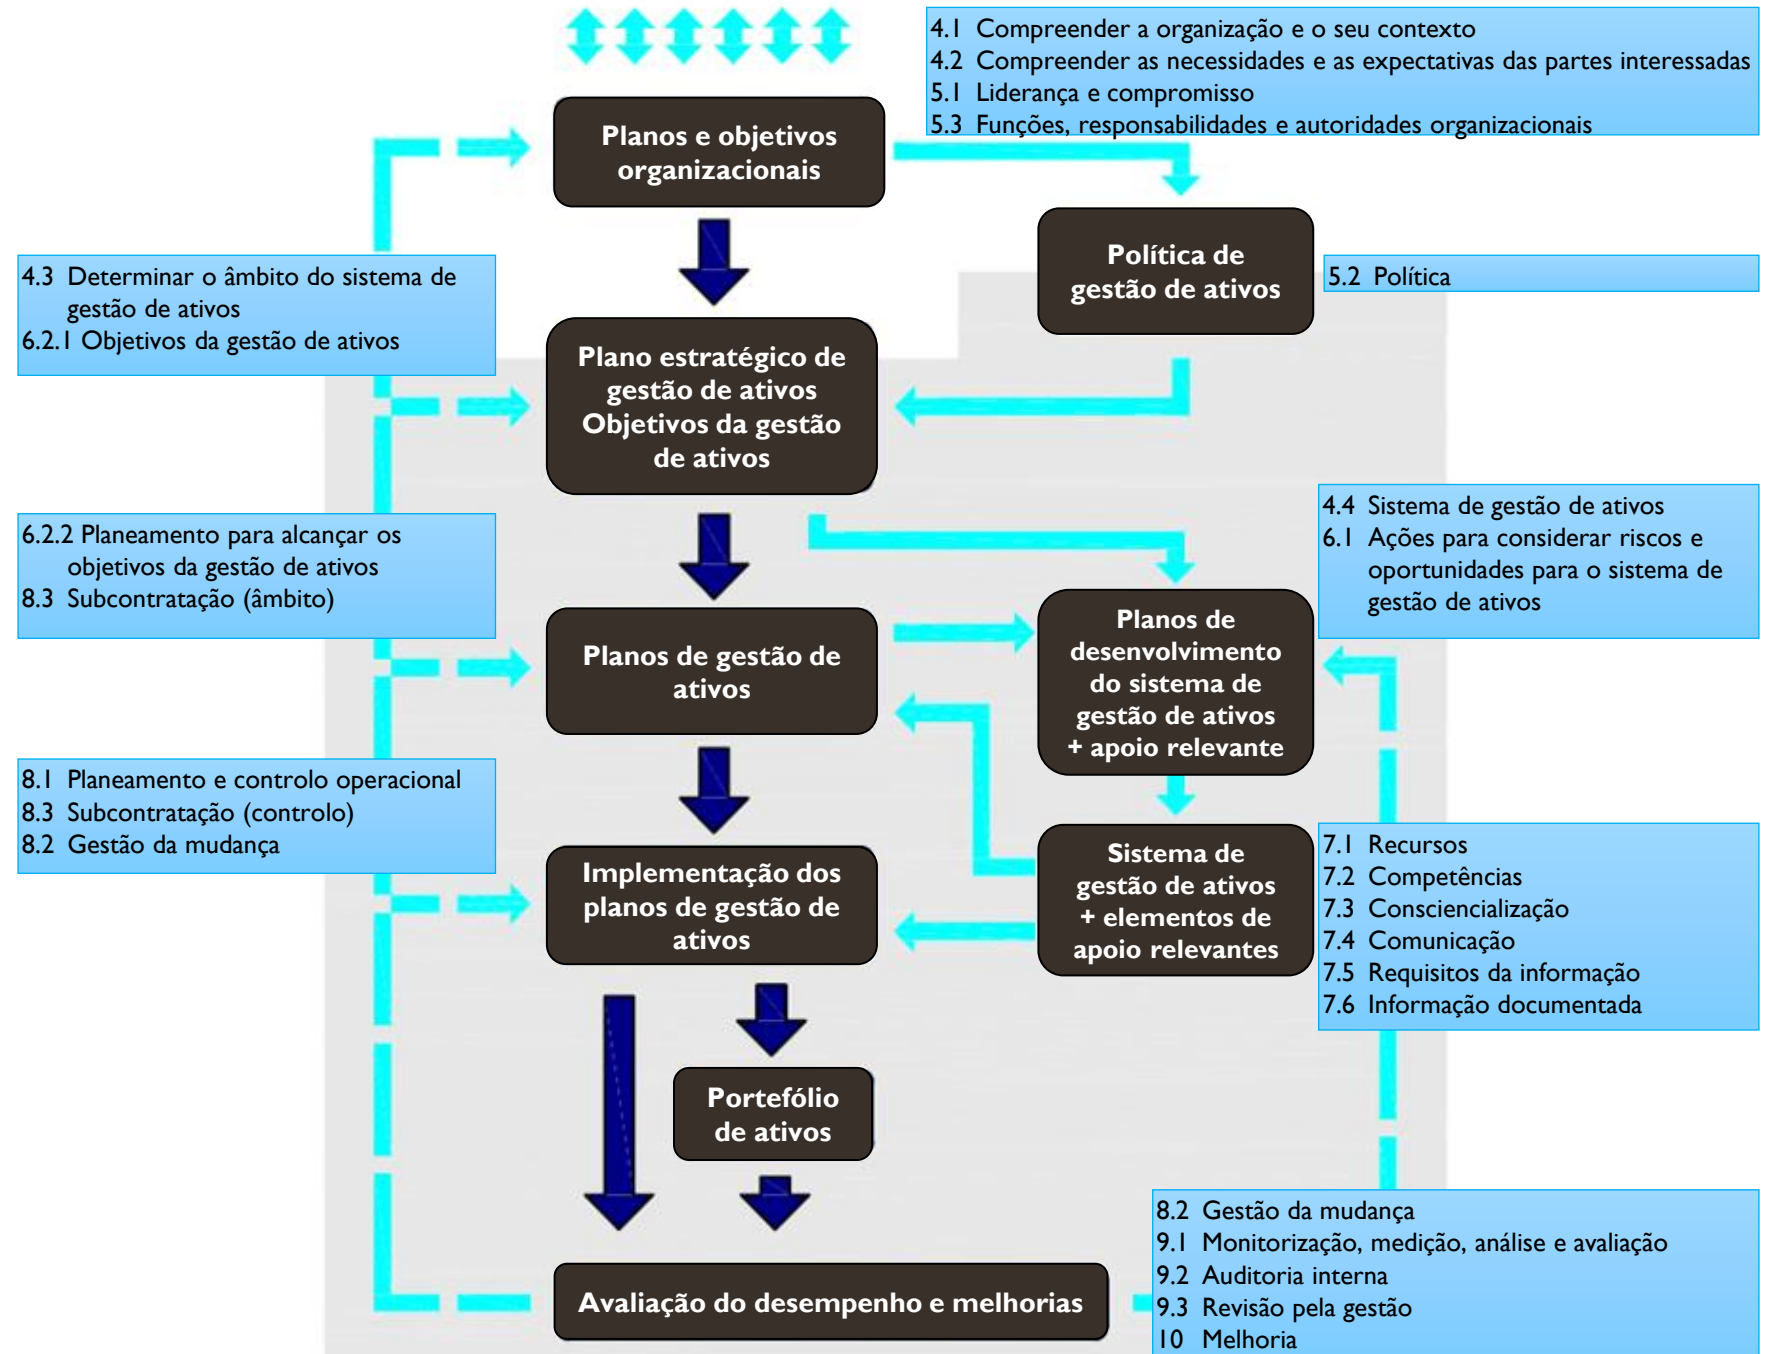 4.1 Compreender a organização e o seu contexto
4.2 Compreender as necessidades e as expectativas das partes interessadas
5.1 Liderança e compromisso
5.3 Funções, responsabilidades e autoridades organizacionais
Planos e objetivos
organizacionais
Política de
gestão de ativos
5.2 Política
4.3 Determinar o âmbito do sistema de
gestão de ativos
6.2.1 Objetivos da gestão de ativos
Plano estratégico de
gestão de ativos
Objetivos da gestão
de ativos
4.4 Sistema de gestão de ativos
6.1 Ações para considerar riscos e
oportunidades para o sistema de
gestão de ativos
6.2.2 Planeamento para alcançar os
objetivos da gestão de ativos
8.3 Subcontratação (âmbito)
Planos de gestão de
ativos
Planos de
desenvolvimento
do sistema de
gestão de ativos
+ apoio relevante
8.1 Planeamento e controlo operacional
8.3 Subcontratação (controlo)
8.2 Gestão da mudança
Implementação dos
planos de gestão de
ativos
Sistema de
gestão de ativos
+ elementos de
apoio relevantes
7.1 Recursos
7.2 Competências
7.3 Consciencialização
7.4 Comunicação
7.5 Requisitos da informação
7.6 Informação documentada
Portefólio
de ativos
Avaliação do desempenho e melhorias
8.2 Gestão da mudança
9.1 Monitorização, medição, análise e avaliação
9.2 Auditoria interna
9.3 Revisão pela gestão
10 Melhoria